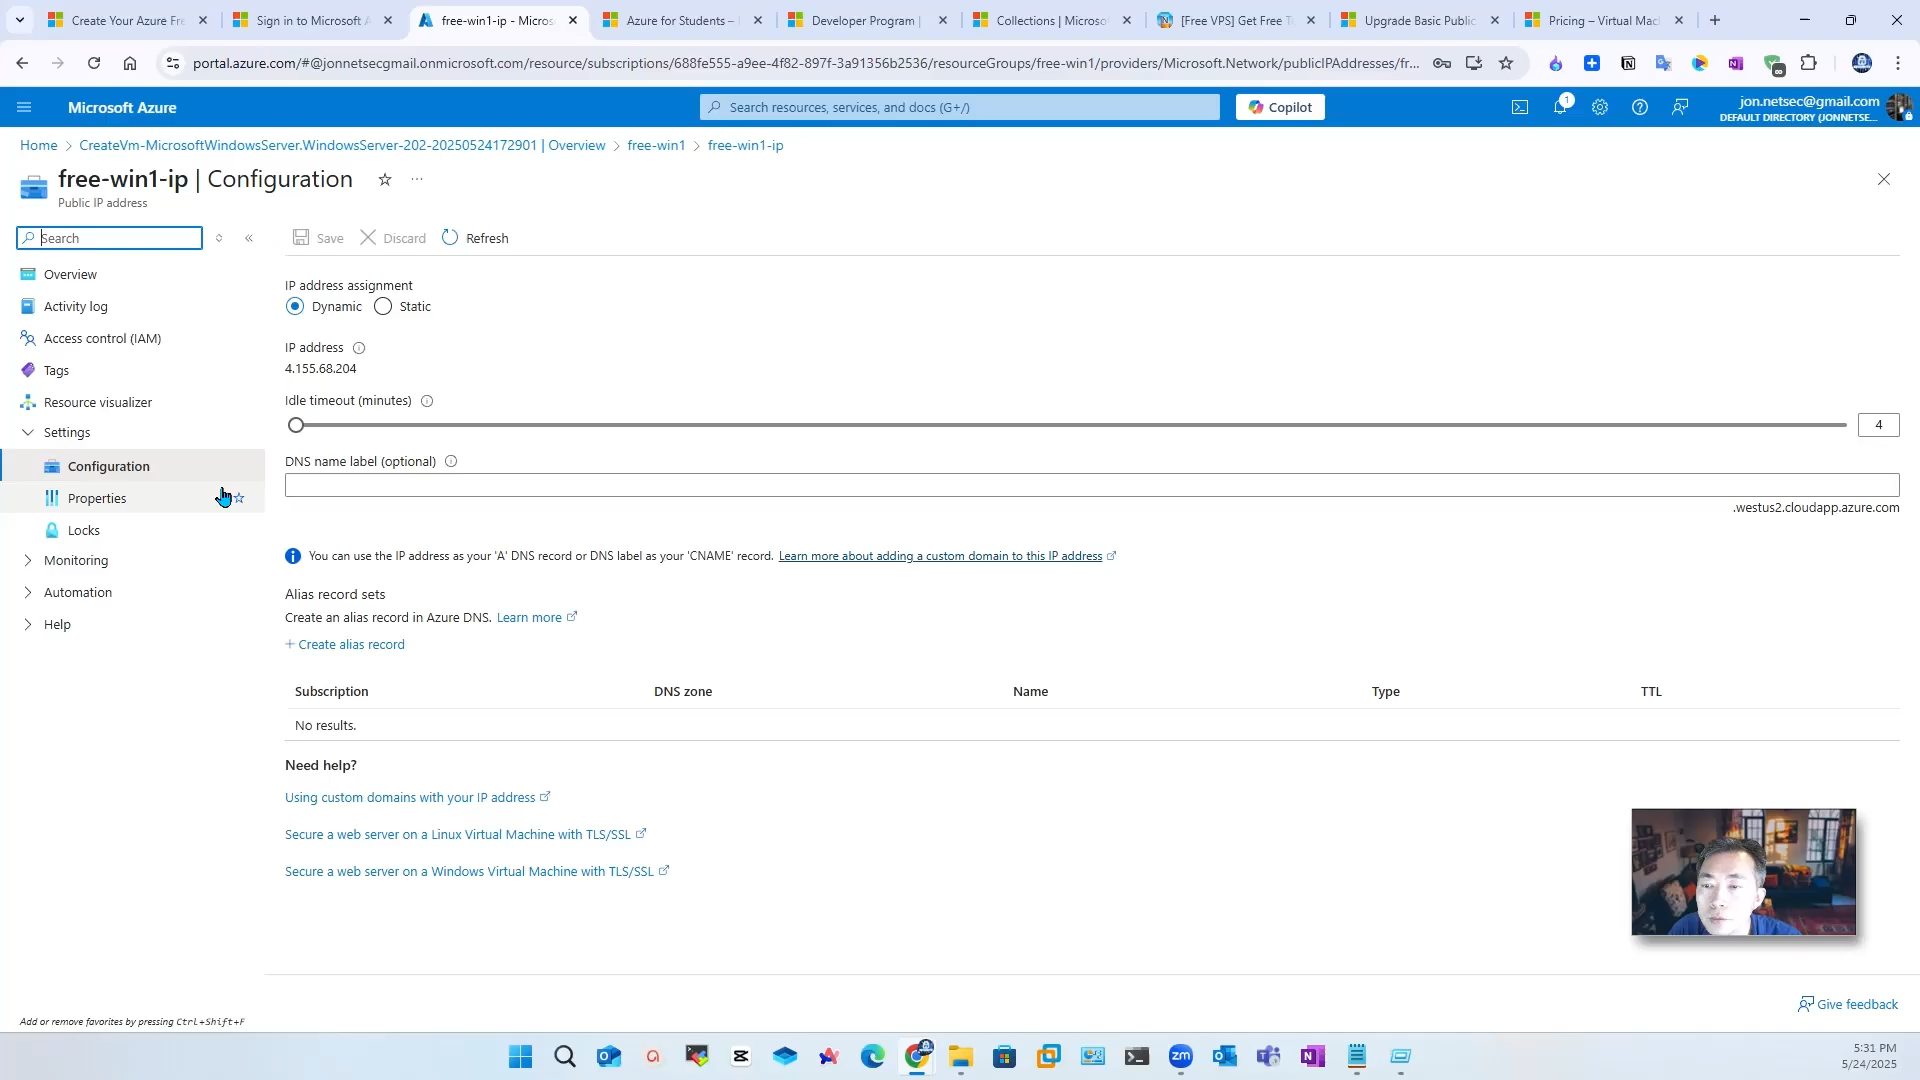 Create Your Azure Fre
Sign in to Microsoft A
free-win1-ip - Micros
Azure for Students –
Developer Program |
Collections | Microso
[Free VPS] Get Free T
Upgrade Basic Public
Pricing – Virtual Mac
portal.azure.com/#@jonnetsecgmail.onmicrosoft.com/resource/subscriptions/688fe555-a9ee-4f82-897f-3a91356b2536/resourceGroups/free-win1/providers/Microsoft.Network/publicIPAddresses/fr...
Microsoft Azure
Search resources, services, and docs (G+/)
Copilot
1
jon.netsec@gmail.com
DEFAULT DIRECTORY (JONNETSE...
Home > CreateVm-MicrosoftWindowsServer.WindowsServer-202-20250524172901 | Overview > free-win1 > free-win1-ip
free-win1-ip | Configuration
Public IP address
Search
Save
Discard
Refresh
Overview
Activity log
Access control (IAM)
Tags
Resource visualizer
Settings
Configuration
Properties
Locks
Monitoring
Automation
Help
IP address assignment
Dynamic
Static
IP address
4.155.68.204
Idle timeout (minutes)
4
DNS name label (optional)
.westus2.cloudapp.azure.com
You can use the IP address as your 'A' DNS record or DNS label as your 'CNAME' record. Learn more about adding a custom domain to this IP address
Alias record sets
Create an alias record in Azure DNS. Learn more
+ Create alias record
Subscription DNS zone Name Type TTL
No results.
Need help?
Using custom domains with your IP address
Secure a web server on a Linux Virtual Machine with TLS/SSL
Secure a web server on a Windows Virtual Machine with TLS/SSL
Give feedback
Add or remove favorites by pressing Ctrl+Shift+F
zm
5:31 PM
5/24/2025